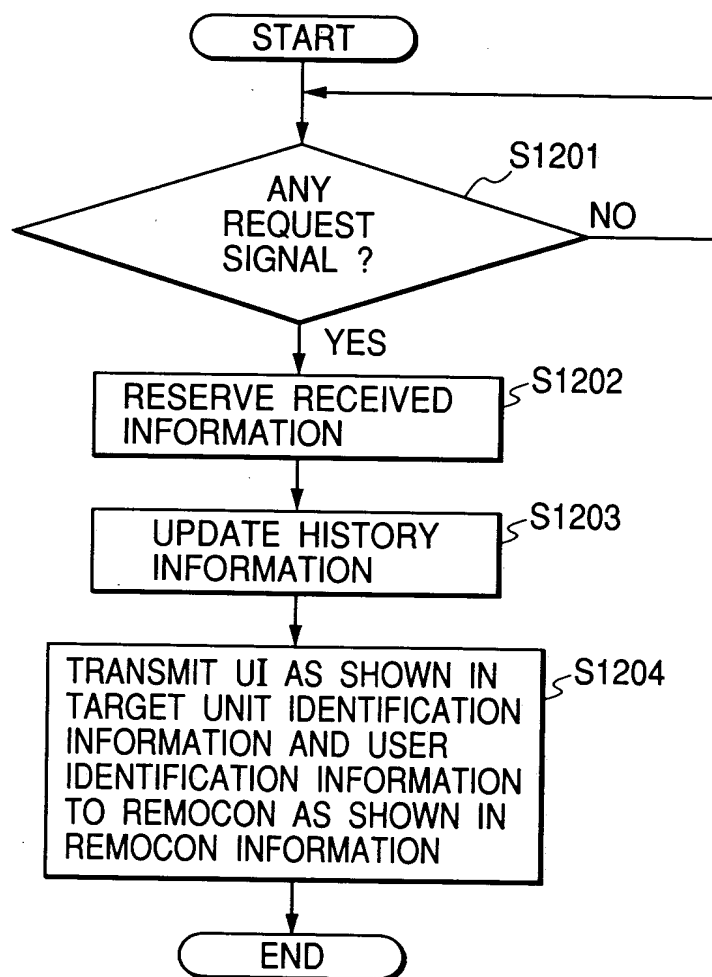 START
S1201
ANY
REQUEST
SIGNAL ?
NO
YES
S1202
RESERVE RECEIVED
INFORMATION
S1203
UPDATE HISTORY
INFORMATION
S1204
TRANSMIT UI AS SHOWN IN
TARGET UNIT IDENTIFICATION
INFORMATION AND USER
IDENTIFICATION INFORMATION
TO REMOCON AS SHOWN IN
REMOCON INFORMATION
END